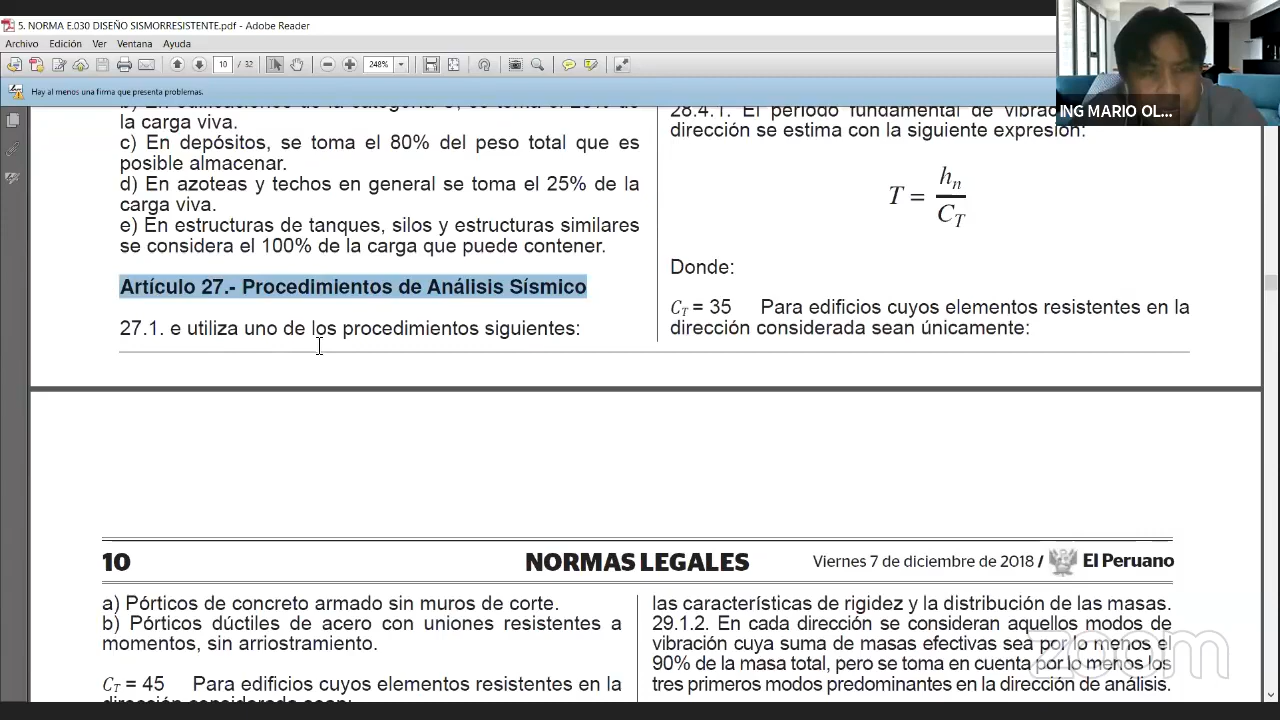 5. NORMA E.030 DISEÑO SISMORRESISTENTE.pdf - Adobe Reader
Archivo Edición Ver Ventana Ayuda
10 / 32 248%
Hay al menos una firma que presenta problemas.
ING MARIO OL...
la carga viva.
c) En depósitos, se toma el 80% del peso total que es
posible almacenar.
d) En azoteas y techos en general se toma el 25% de la
carga viva.
e) En estructuras de tanques, silos y estructuras similares
se considera el 100% de la carga que puede contener.
Artículo 27.- Procedimientos de Análisis Sísmico
27.1. e utiliza uno de los procedimientos siguientes:
28.4.1. El período fundamental de
dirección se estima con la siguiente expresión:
T = hn / CT
Donde:
CT = 35 Para edificios cuyos elementos resistentes en la
dirección considerada sean únicamente:
10 NORMAS LEGALES Viernes 7 de diciembre de 2018 / El Peruano
a) Pórticos de concreto armado sin muros de corte.
b) Pórticos dúctiles de acero con uniones resistentes a
momentos, sin arriostramiento.
CT = 45 Para edificios cuyos elementos resistentes en la
dirección considerada sean:
las características de rigidez y la distribución de las masas.
29.1.2. En cada dirección se consideran aquellos modos de
vibración cuya suma de masas efectivas sea por lo menos el
90% de la masa total, pero se toma en cuenta por lo menos los
tres primeros modos predominantes en la dirección de análisis.
zoom